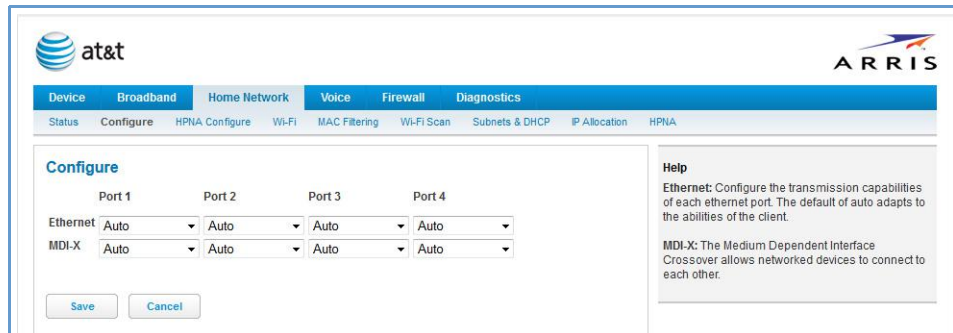 at&t
ARRIS
Device Broadband Home Network Voice Firewall Diagnostics
Status Configure HPNA Configure Wi-Fi MAC Filtering Wi-Fi Scan Subnets & DHCP IP Allocation HPNA
Configure
Port 1 Port 2 Port 3 Port 4
Ethernet Auto Auto Auto Auto
MDI-X Auto Auto Auto Auto
Save Cancel
Help
Ethernet: Configure the transmission capabilities
of each ethernet port. The default of auto adapts to
the abilities of the client.
MDI-X: The Medium Dependent Interface
Crossover allows networked devices to connect to
each other.